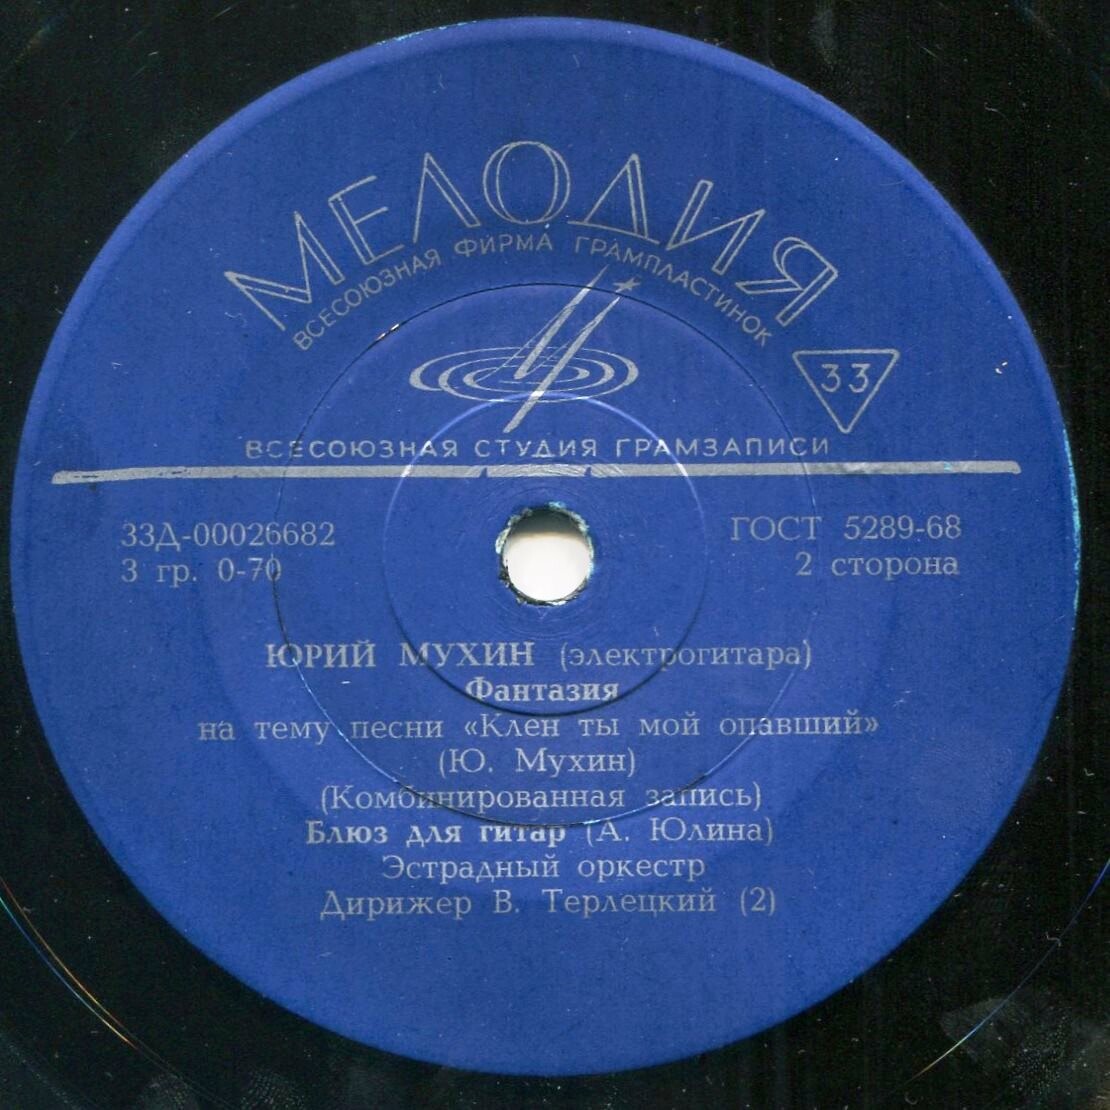 МЕЛОДИЯ
ВСЕСОЮЗНАЯ ФИРМА ГРАМПЛАСТИНОК
33
ВСЕСОЮЗНАЯ СТУДИЯ ГРАМЗАПИСИ
33Д-00026682
ГОСТ 5289-68
3 гр. 0-70
2 сторона
ЮРИЙ МУХИН (электрогитара)
Фантазия
на тему песни «Клен ты мой опавший»
(Ю. Мухин)
(Комбинированная запись)
Блюз для гитар (А. Юлина)
Эстрадный оркестр
Дирижер В. Терлецкий (2)